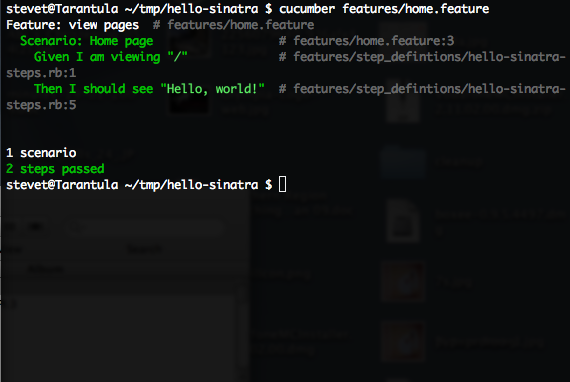 stevet@Tarantula ~/tmp/hello-sinatra $ cucumber features/home.feature
Feature: view pages  # features/home.feature
  Scenario: Home page                  # features/home.feature:3
    Given I am viewing "/"             # features/step_defintions/hello-sinatra-
steps.rb:1
    Then I should see "Hello, world!"  # features/step_defintions/hello-sinatra-
steps.rb:5
1 scenario
2 steps passed
stevet@Tarantula ~/tmp/hello-sinatra $